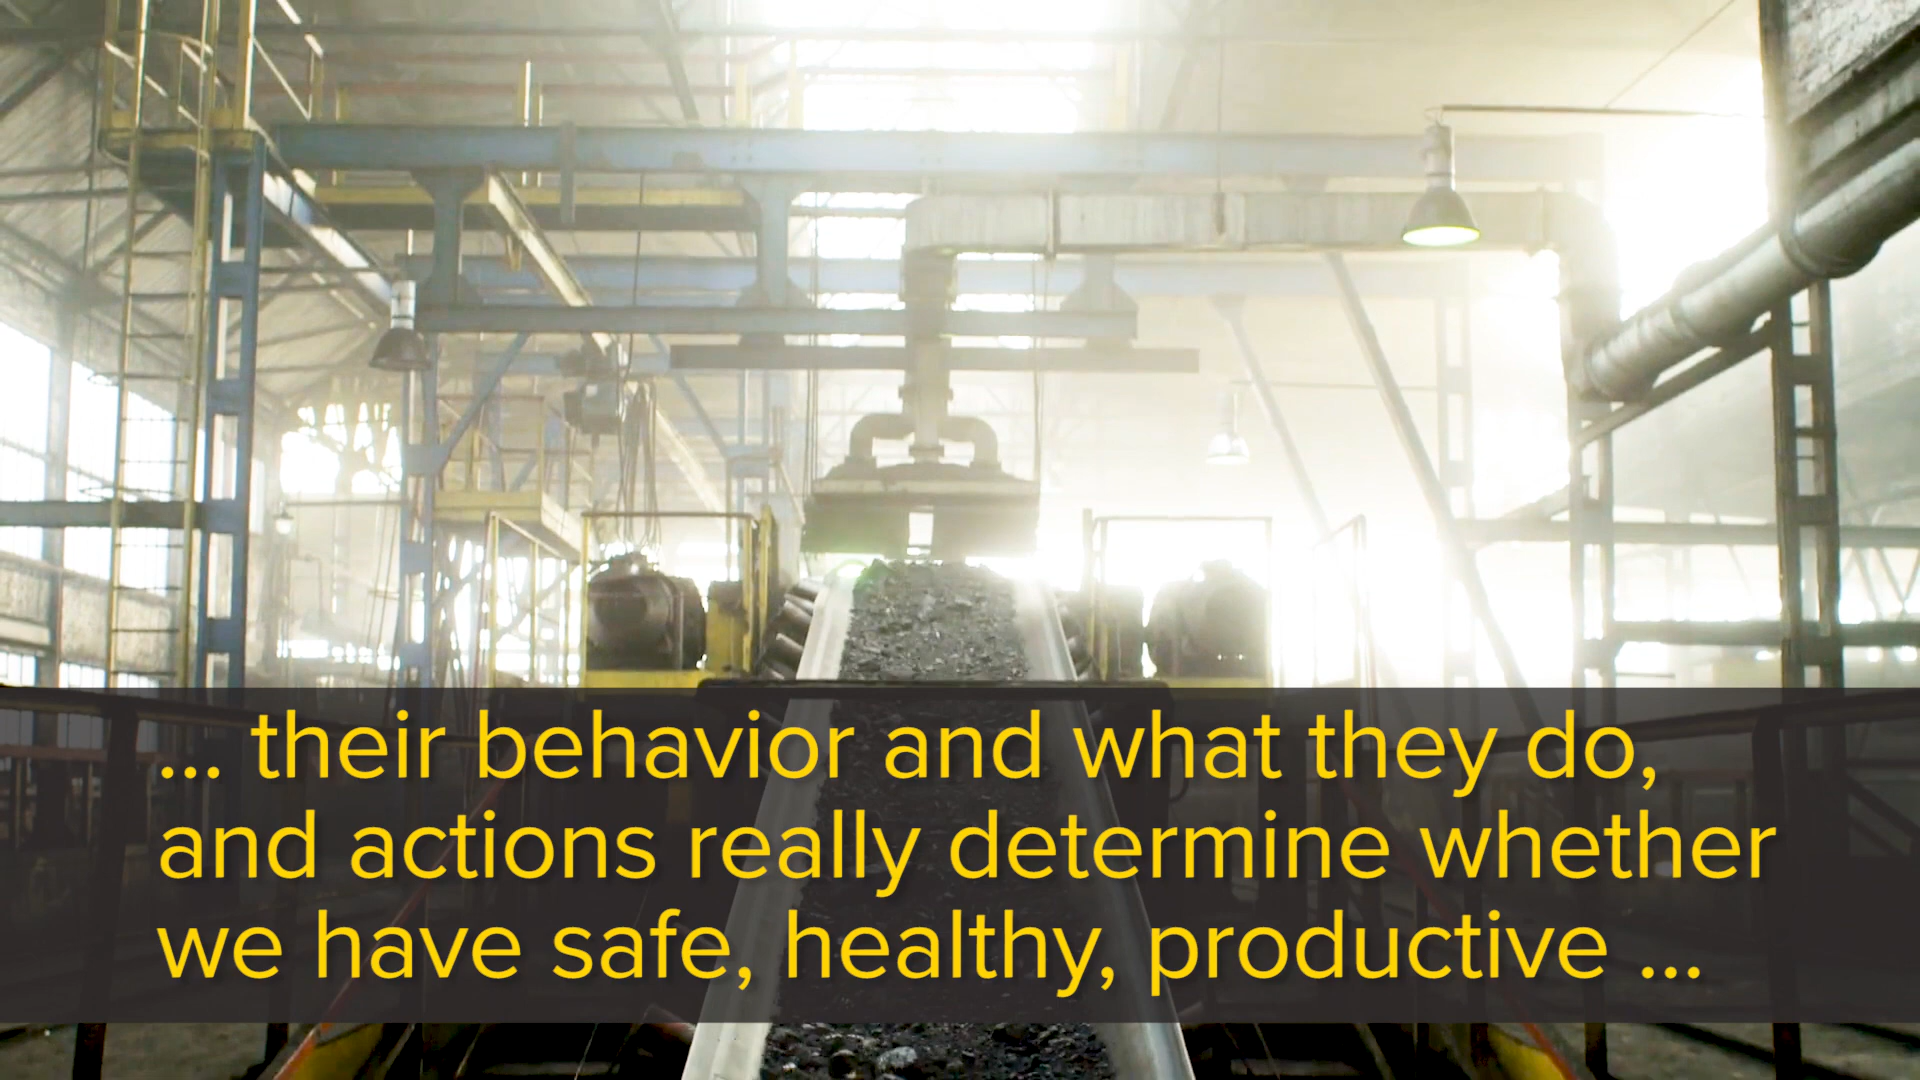 ... their behavior and what they do,
and actions really determine whether
we have safe, healthy, productive ...